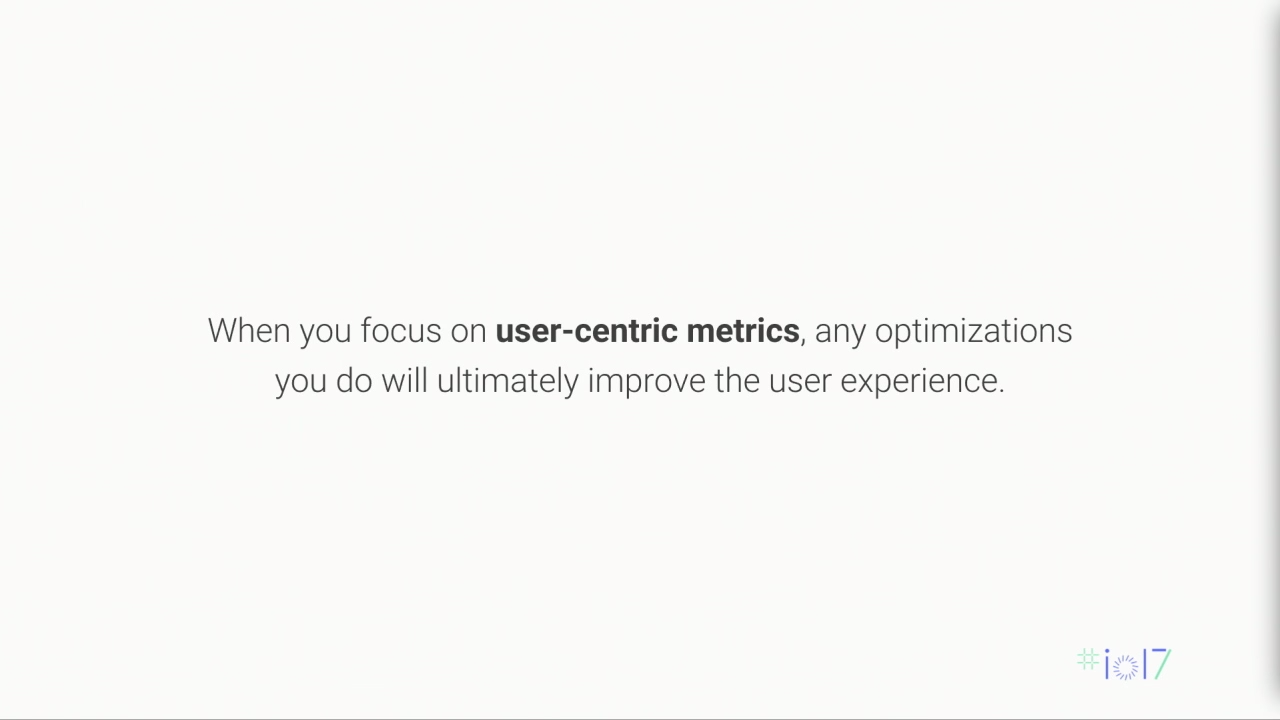 When you focus on user-centric metrics, any optimizations
you do will ultimately improve the user experience.
#io17